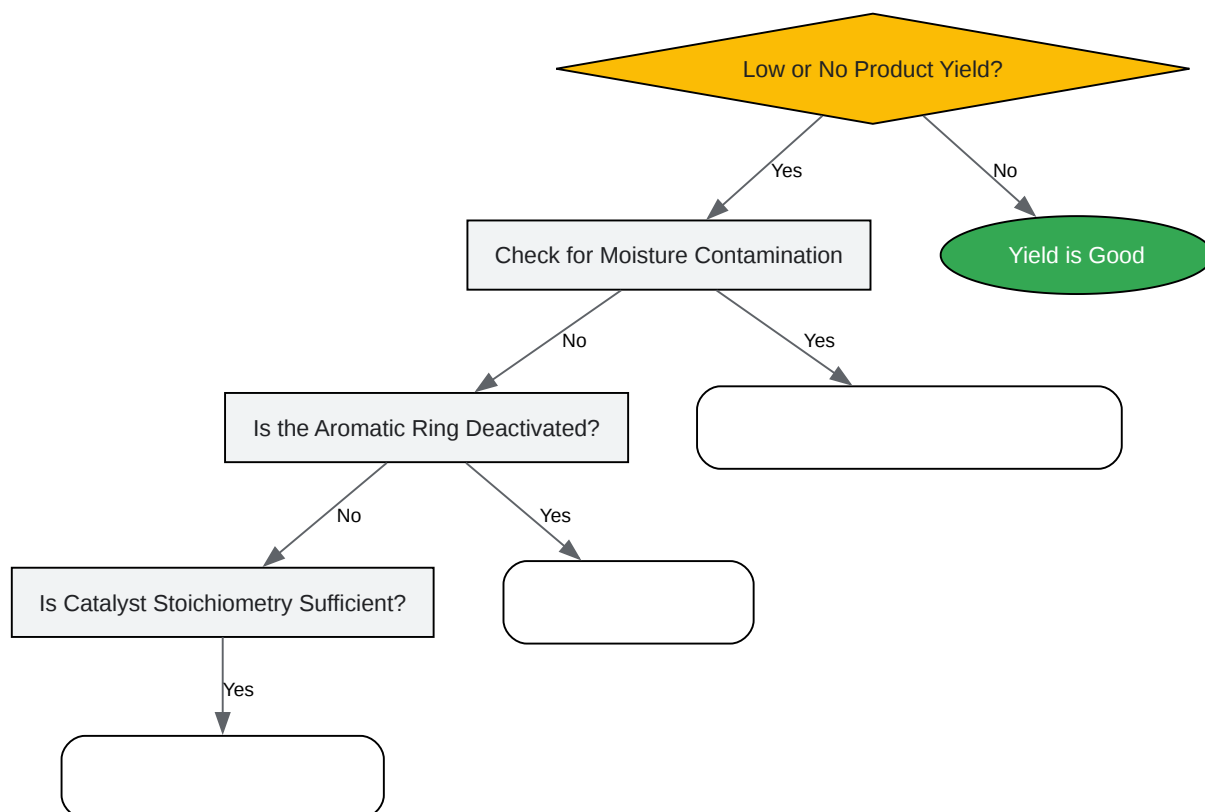 Low or No Product Yield?
Yes
No
Check for Moisture Contamination
Yield is Good
No
Yes
Is the Aromatic Ring Deactivated?
No
Yes
Is Catalyst Stoichiometry Sufficient?
Yes